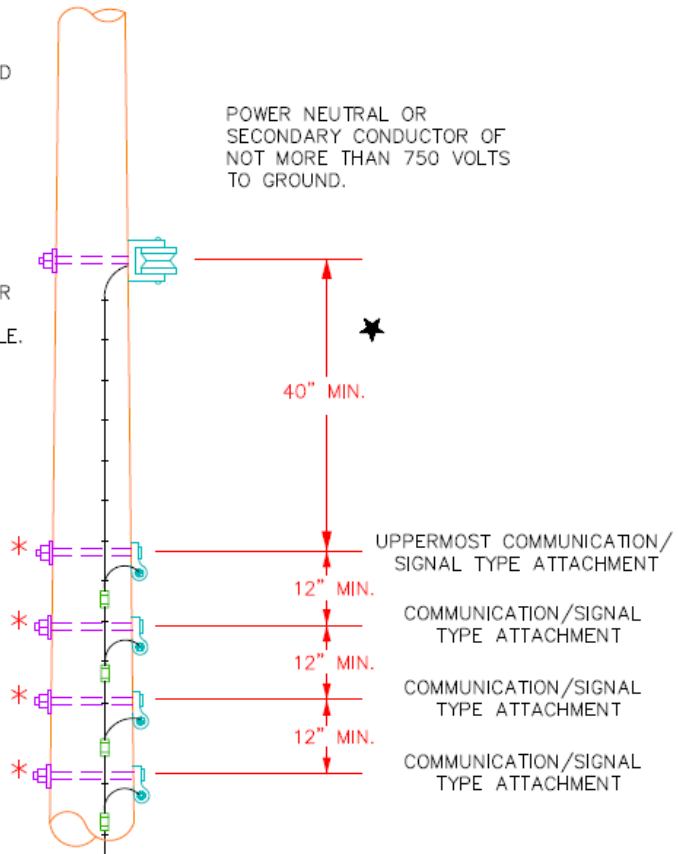 D
POWER NEUTRAL OR
SECONDARY CONDUCTOR OF
NOT MORE THAN 750 VOLTS
TO GROUND.
R
LE.
40" MIN.
UPPERMOST COMMUNICATION/
SIGNAL TYPE ATTACHMENT
12" MIN.
COMMUNICATION/SIGNAL
TYPE ATTACHMENT
12" MIN.
COMMUNICATION/SIGNAL
TYPE ATTACHMENT
12" MIN.
COMMUNICATION/SIGNAL
TYPE ATTACHMENT